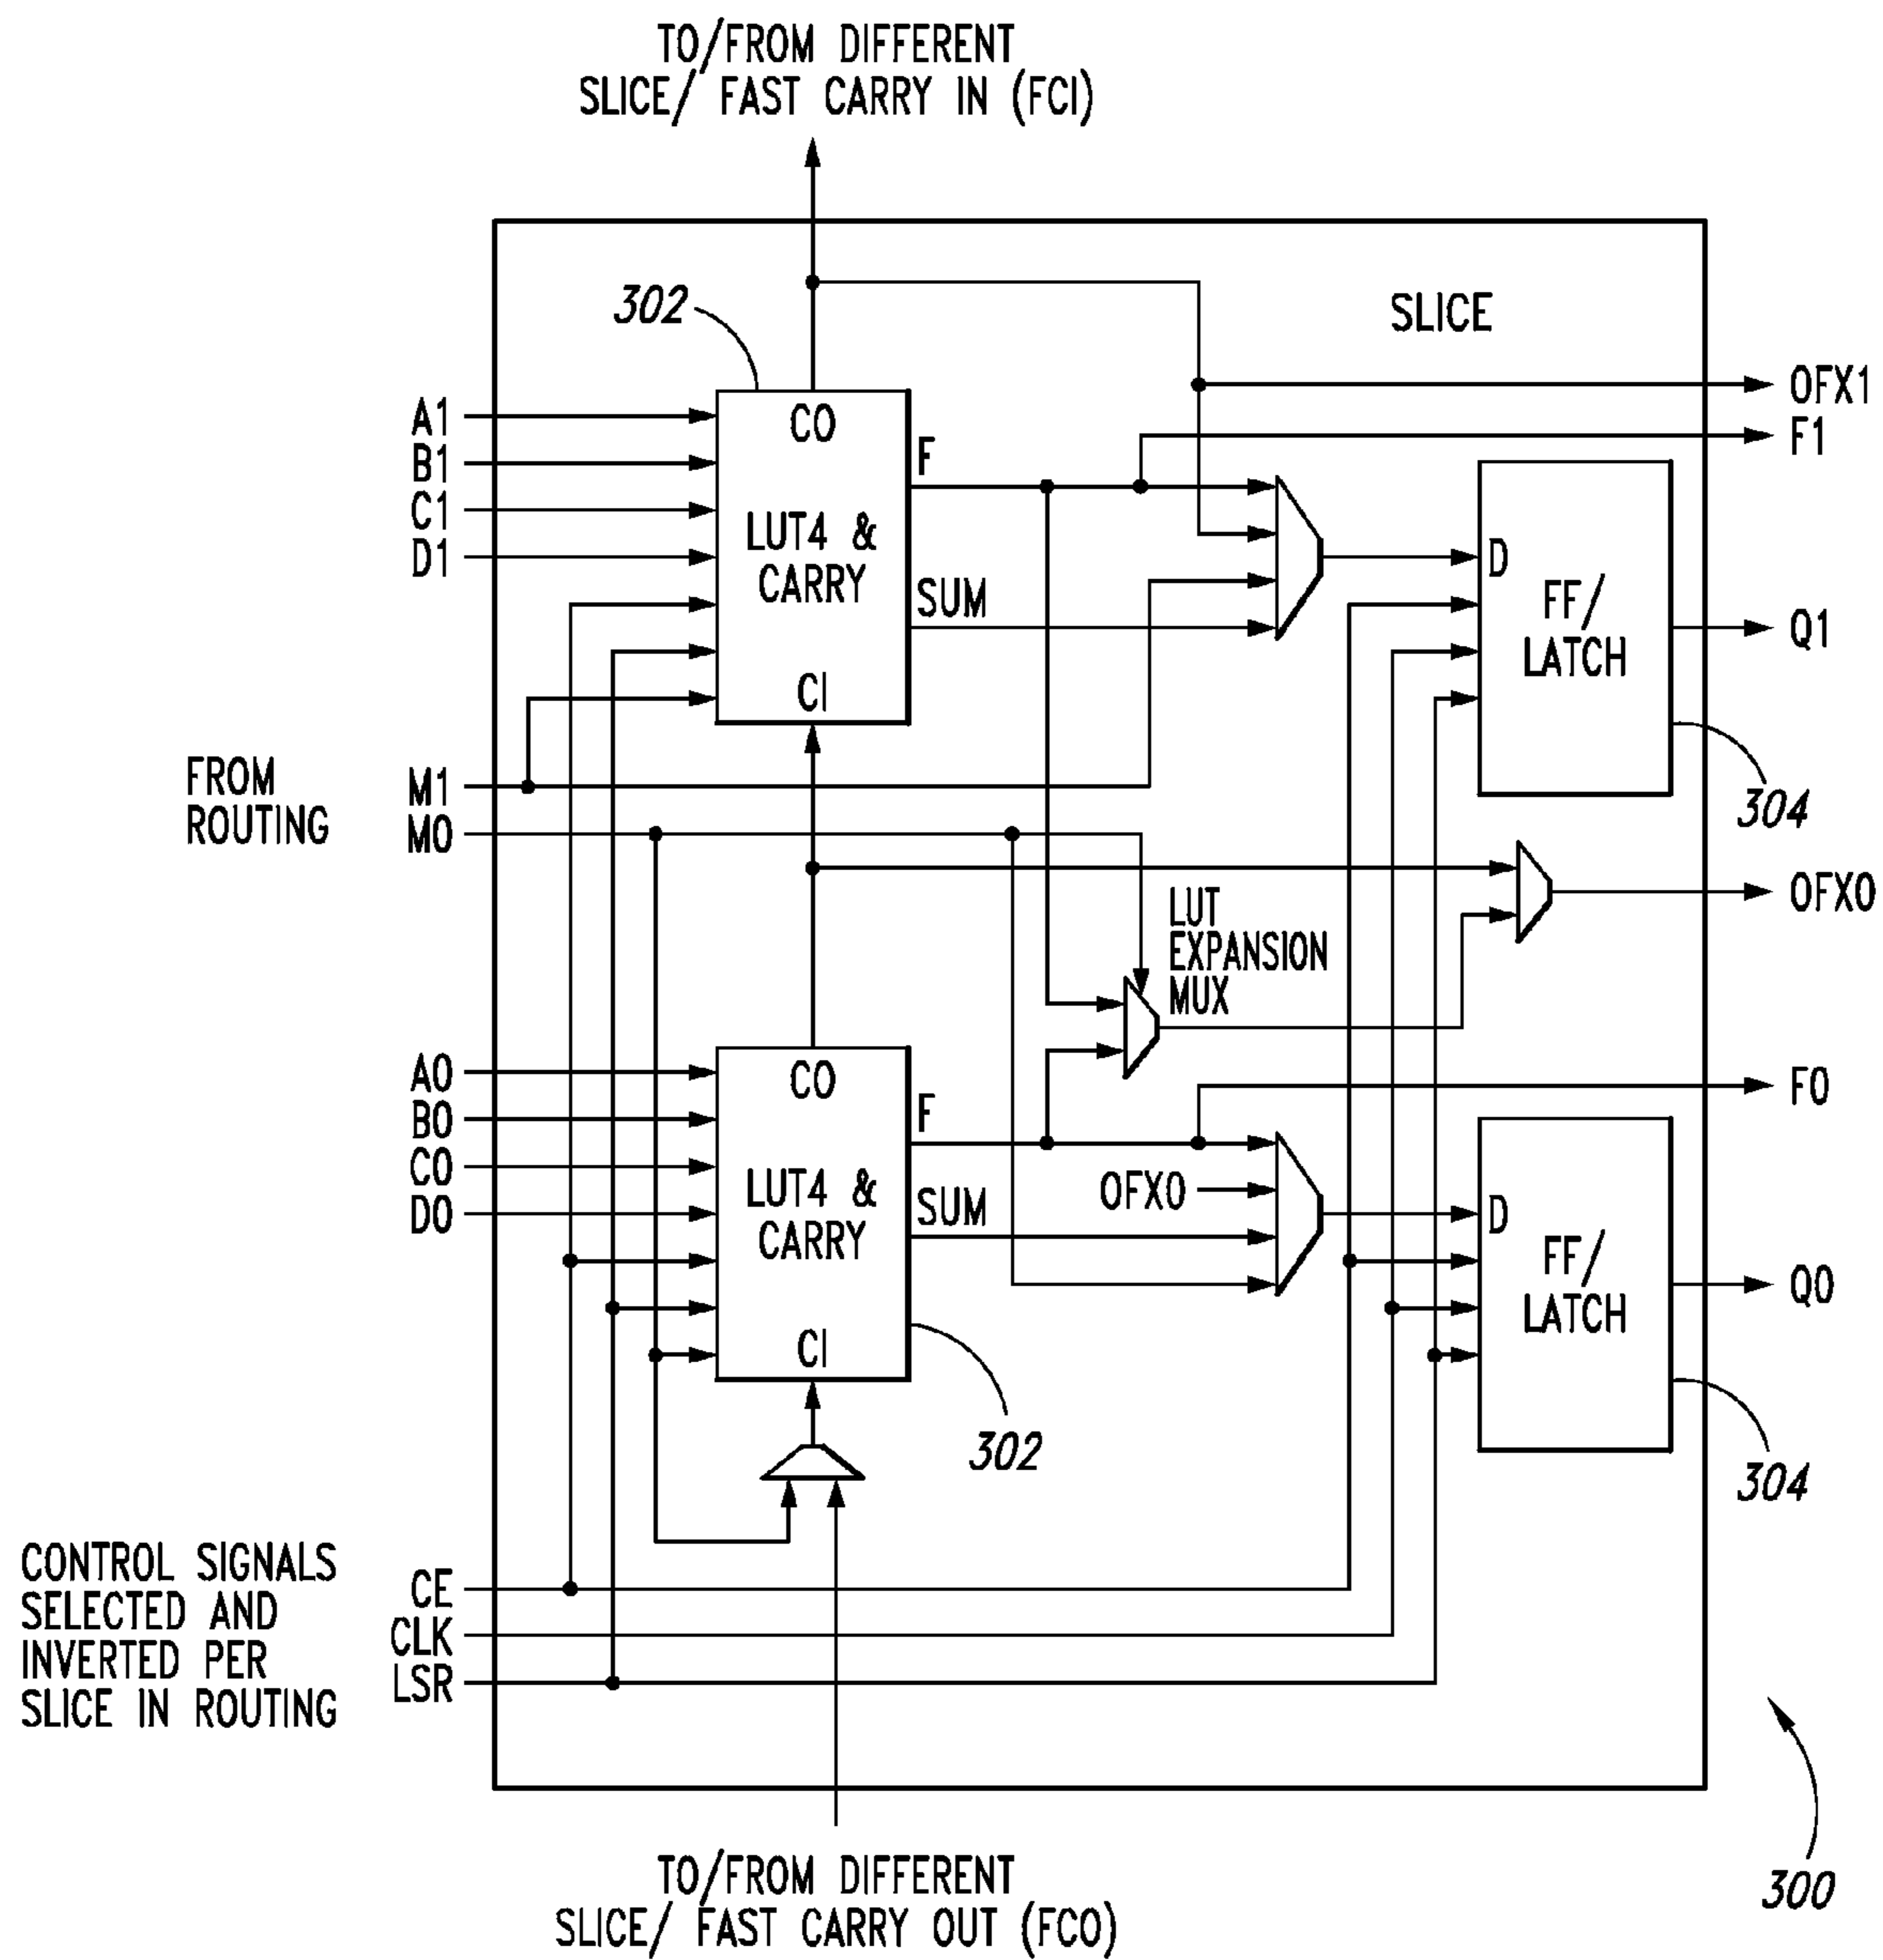 TO/FROM DIFFERENT
SLICE/ FAST CARRY IN (FCI)
SLICE
302
OFX1
F1
A1
B1
C1
D1
CO
LUT4 &
CARRY
CI
F
SUM
D
FF/
LATCH
Q1
304
FROM
ROUTING
M1
M0
OFX0
LUT
EXPANSION
MUX
A0
B0
C0
D0
CO
LUT4 &
CARRY
CI
F
SUM
OFX0
F0
D
FF/
LATCH
Q0
302
304
CONTROL SIGNALS
SELECTED AND
INVERTED PER
SLICE IN ROUTING
CE
CLK
LSR
300
TO/FROM DIFFERENT
SLICE/ FAST CARRY OUT (FCO)